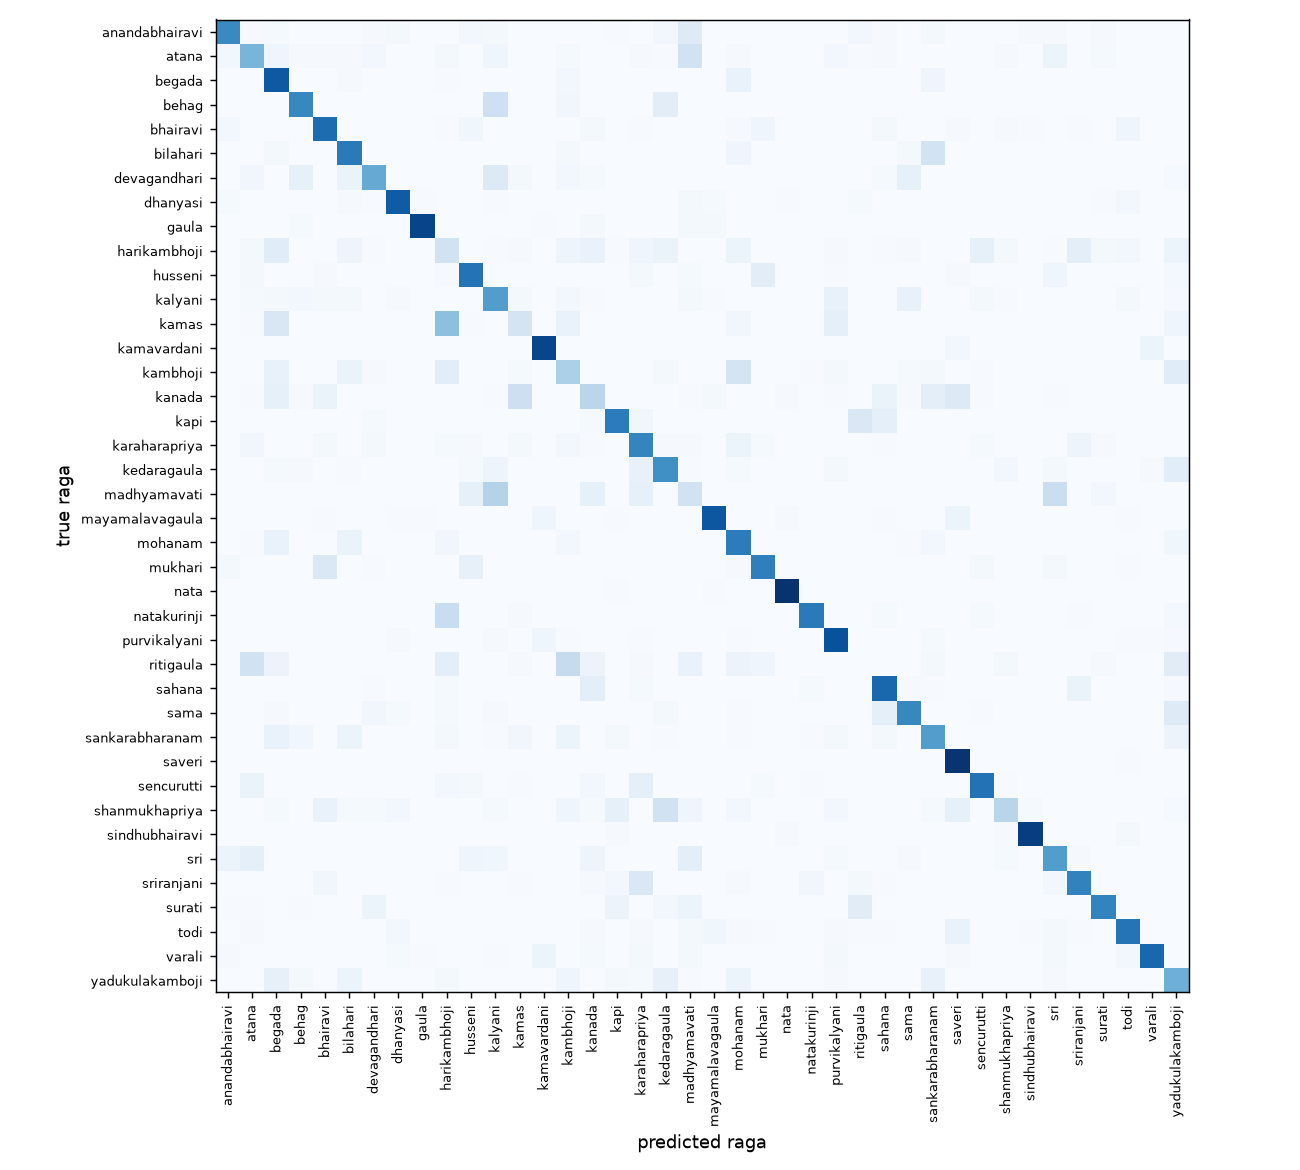 anandabhairavi
atana
begada
behag
bhairavi
bilahari
devagandhari
dhanyasi
gaula
harikambhoji
husseni
kalyani
kamas
kamavardani
kambhoji
kanada
kapi
karaharapriya
kedaragaula
madhyamavati
mayamalavagaula
mohanam
mukhari
nata
natakurinji
purvikalyani
ritigaula
sahana
sama
sankarabharanam
saveri
sencurutti
shanmukhapriya
sindhubhairavi
sri
sriranjani
surati
todi
varali
yadukulakamboji
true raga
anandabhairavi
atana
begada
behag
bhairavi
bilahari
devagandhari
dhanyasi
gaula
harikambhoji
husseni
kalyani
kamas
kamavardani
kambhoji
kanada
kapi
karaharapriya
kedaragaula
madhyamavati
mayamalavagaula
mohanam
mukhari
nata
natakurinji
purvikalyani
ritigaula
sahana
sama
sankarabharanam
saveri
sencurutti
shanmukhapriya
sindhubhairavi
sri
sriranjani
surati
todi
varali
yadukulakamboji
predicted raga